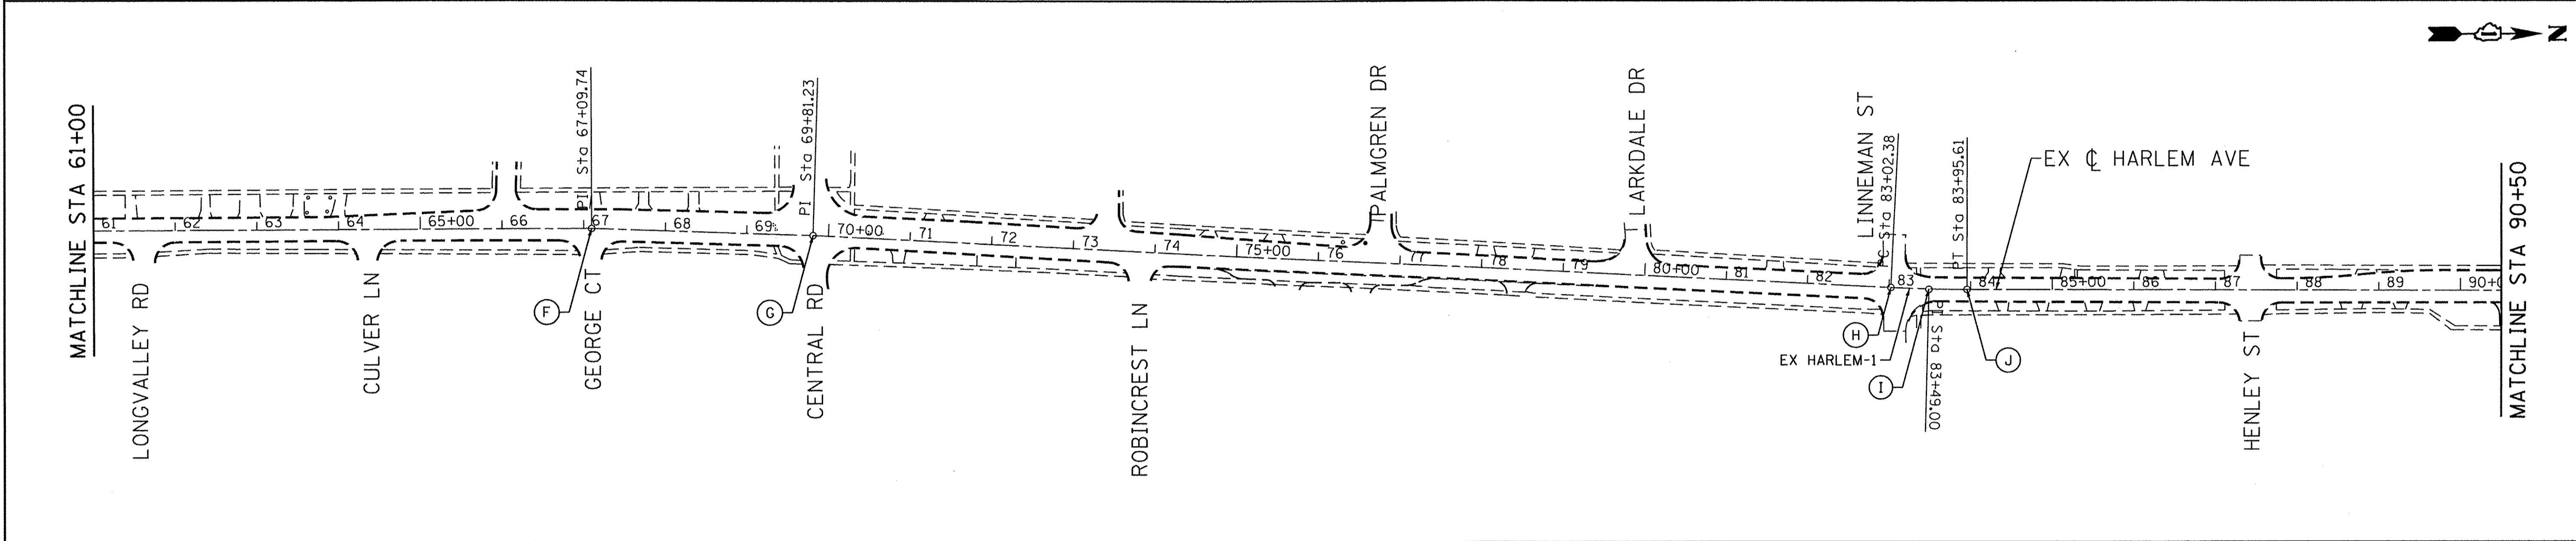 N
MATCHLINE STA 61+00
PI Sta 67+09.74
PI Sta 69+81.23
PALMGREN DR
LARKDALE DR
LINNEMAN ST
PC Sta 83+02.38
PT Sta 83+95.61
EX ℄ HARLEM AVE
MATCHLINE STA 90+50
61 62 63 64 65+00 66 67 68 69 70+00 71 72 73 74 75+00 76 77 78 79 80+00 81 82 83 84 85+00 86 87 88 89 90+0
LONGVALLEY RD
CULVER LN
F
GEORGE CT
G
CENTRAL RD
ROBINCREST LN
H
EX HARLEM-1
I
PI Sta 83+49.00
J
HENLEY ST